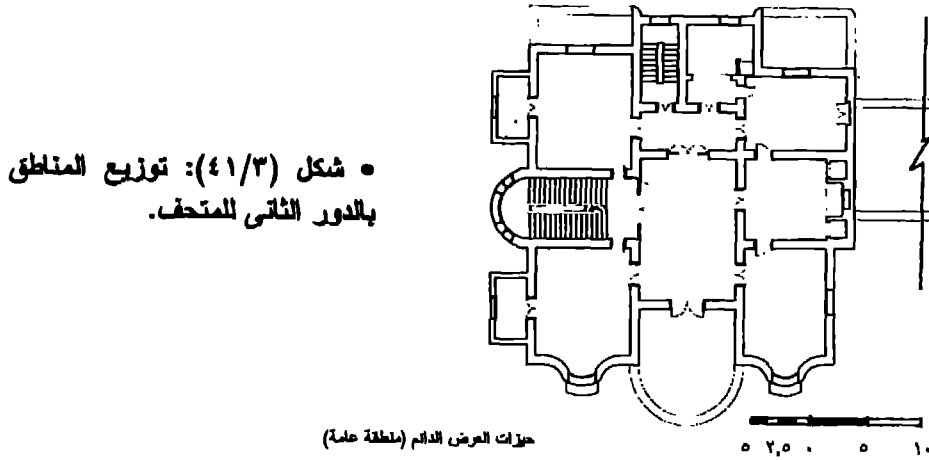 • شكل (٤١/٣): توزيع المناطق
بالدور الثانى للمتحف.
حيزات العرض الدائم (منطقة عامة)
٥ ٢,٥ ٠ ٥ ١٠